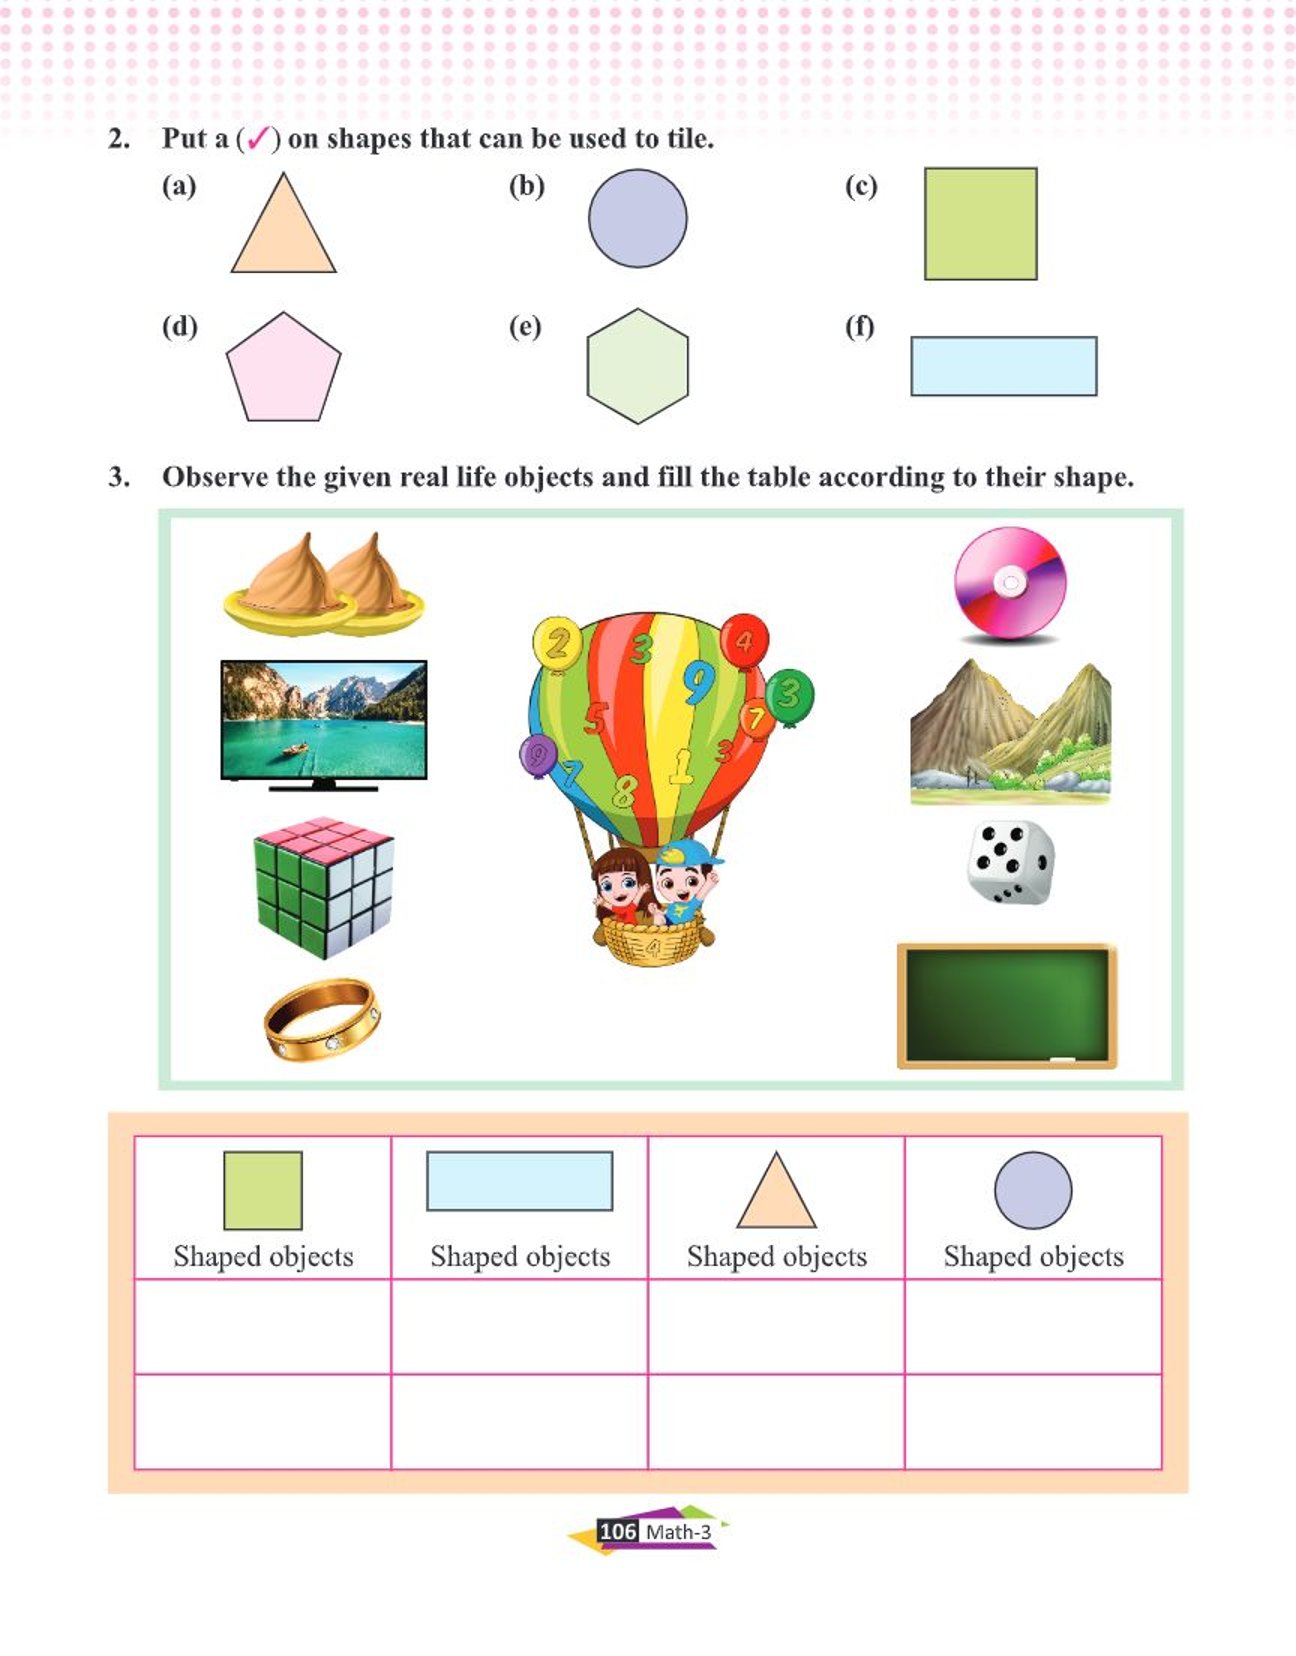 2. Put a (✓) on shapes that can be used to tile.
(a) (b) (c)
(d) (e) (f)
3. Observe the given real life objects and fill the table according to their shape.
2 3 4
9 3
5 7
9 7 8 1 3
4
Shaped objects Shaped objects Shaped objects Shaped objects
106 Math-3